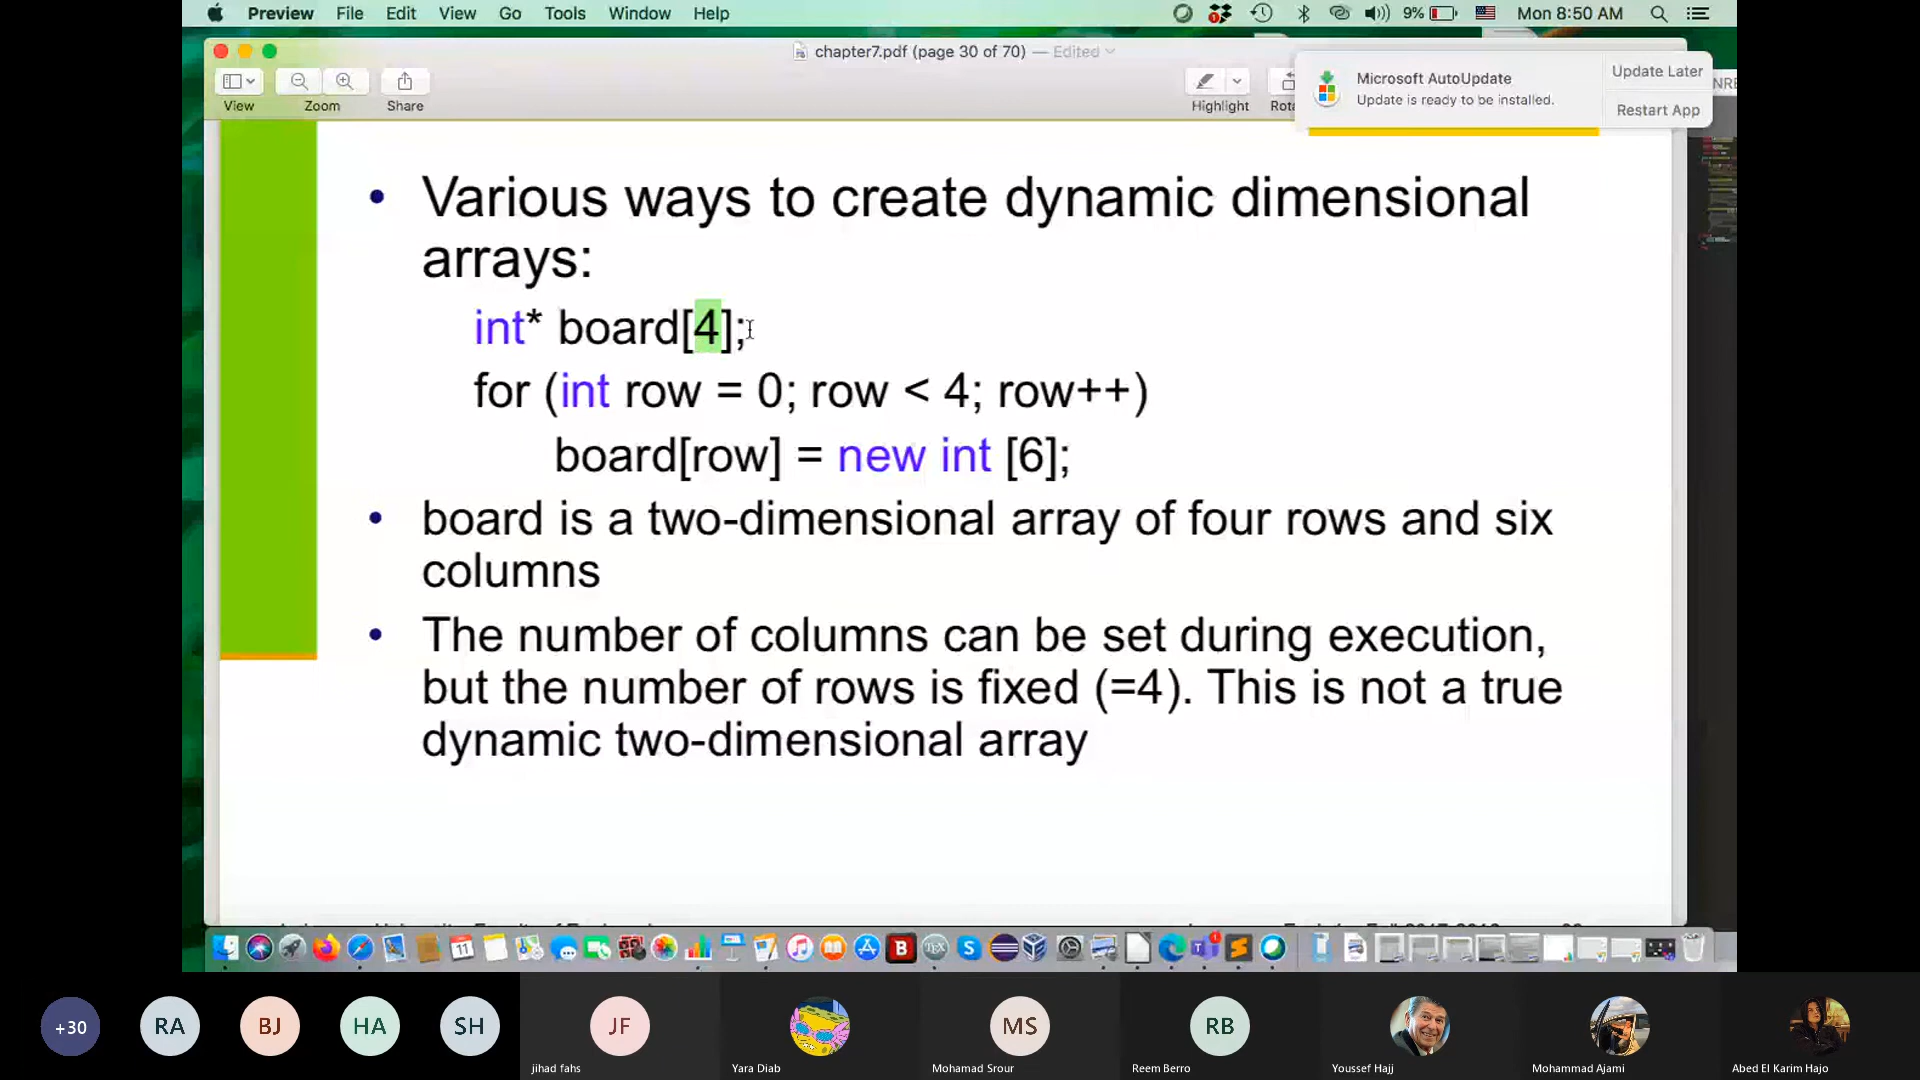 Preview File Edit View Go Tools Window Help 9% Mon 8:50 AM
chapter7.pdf (page 30 of 70) — Edited
View Zoom Share Highlight
Microsoft AutoUpdate
Update is ready to be installed.
Update Later
Restart App
• Various ways to create dynamic dimensional
arrays:
int* board[4];
for (int row = 0; row < 4; row++)
board[row] = new int [6];
• board is a two-dimensional array of four rows and six
columns
• The number of columns can be set during execution,
but the number of rows is fixed (=4). This is not a true
dynamic two-dimensional array
+30 RA BJ HA SH JF MS RB
jihad fahs Yara Diab Mohamad Srour Reem Berro Youssef Hajj Mohammad Ajami Abed El Karim Hajo